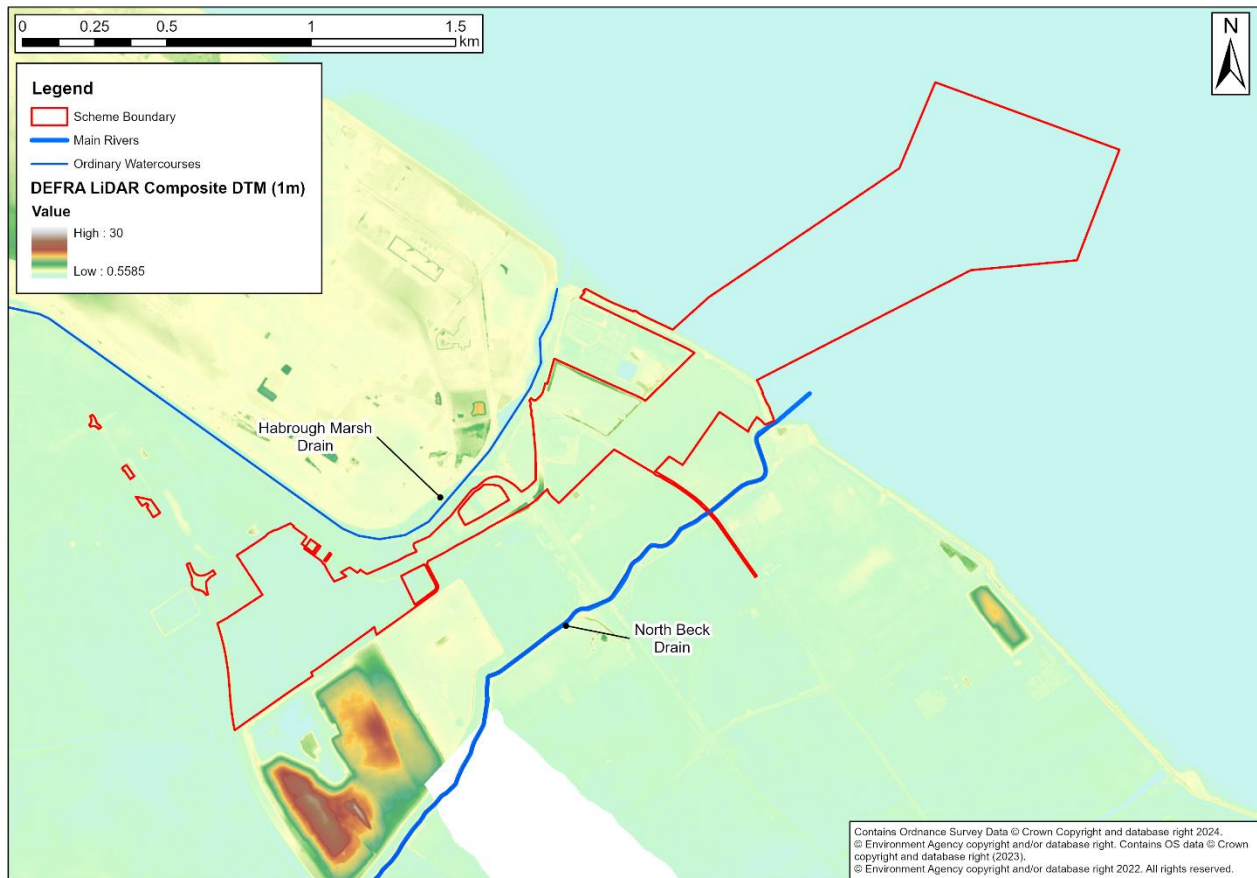 0 0.25 0.5 1 1.5
km
N
Legend
Scheme Boundary
Main Rivers
Ordinary Watercourses
DEFRA LiDAR Composite DTM (1m)
Value
High : 30
Low : 0.5585
Habrough Marsh
Drain
North Beck
Drain
Contains Ordnance Survey Data © Crown Copyright and database right 2024.
© Environment Agency copyright and/or database right. Contains OS data © Crown
copyright and database right (2023).
© Environment Agency copyright and/or database right 2022. All rights reserved.